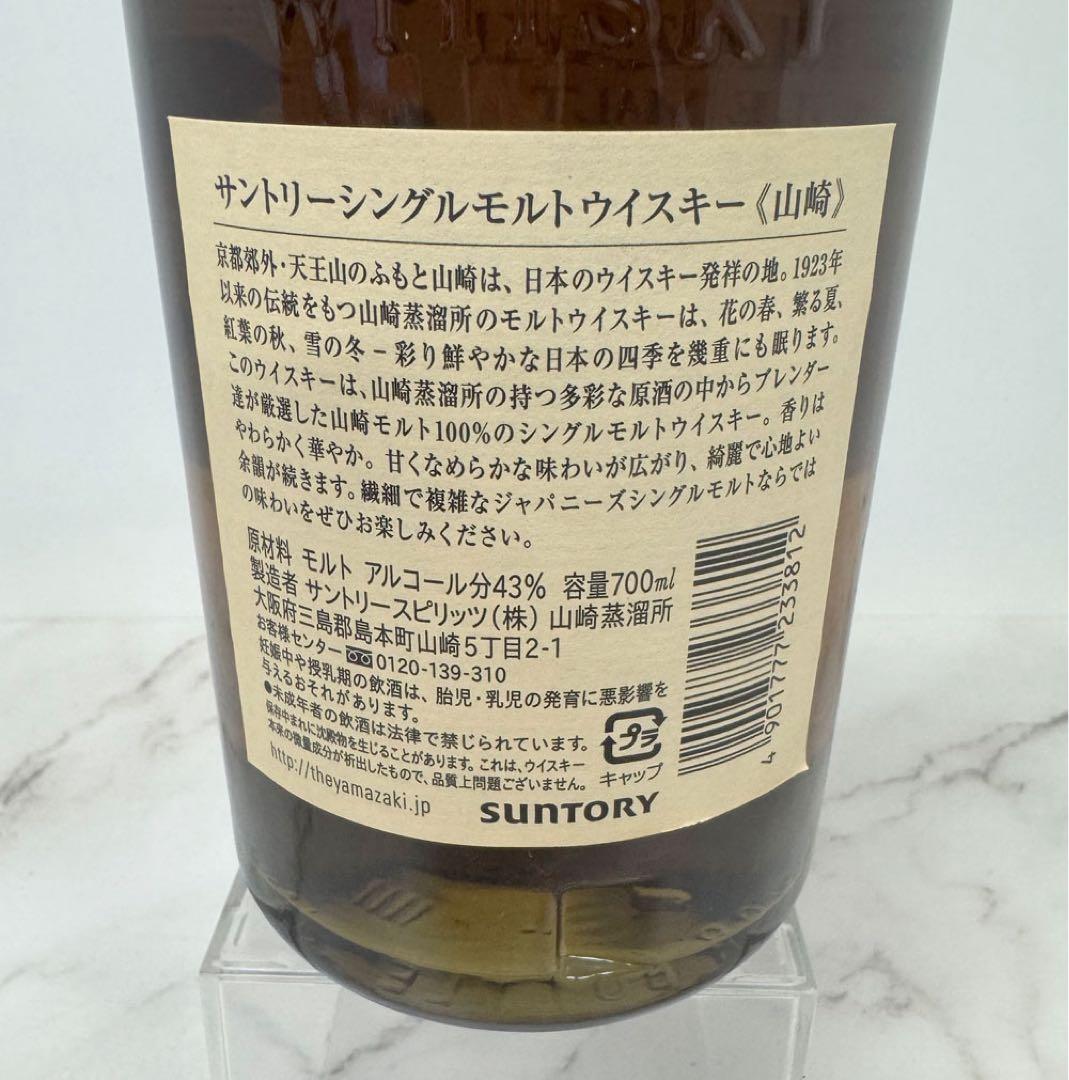 WHISKY
サントリーシングルモルトウイスキー《山崎》
京都郊外・天王山のふもと山崎は、日本のウイスキー発祥の地。1923年
以来の伝統をもつ山崎蒸溜所のモルトウイスキーは、花の春、繁る夏、
紅葉の秋、雪の冬－彩り鮮やかな日本の四季を幾重にも眠ります。
このウイスキーは、山崎蒸溜所の持つ多彩な原酒の中からブレンダー
達が厳選した山崎モルト100%のシングルモルトウイスキー。香りは
やわらかく華やか。甘くなめらかな味わいが広がり、綺麗で心地よい
余韻が続きます。繊細で複雑なジャパニーズシングルモルトならでは
の味わいをぜひお楽しみください。
原材料 モルト アルコール分43% 容量700ml
製造者 サントリースピリッツ(株) 山崎蒸溜所
大阪府三島郡島本町山崎5丁目2-1
お客様センター 0120-139-310
妊娠中や授乳期の飲酒は、胎児・乳児の発育に悪影響を
与えるおそれがあります。
●未成年者の飲酒は法律で禁じられています。
保存中まれに沈殿物を生じることがあります。これは、ウイスキー
本来の微量成分が析出したもので、品質上問題ございません。
http://theyamazaki.jp
プラ
キャップ
SUNTORY
4 901777 233812